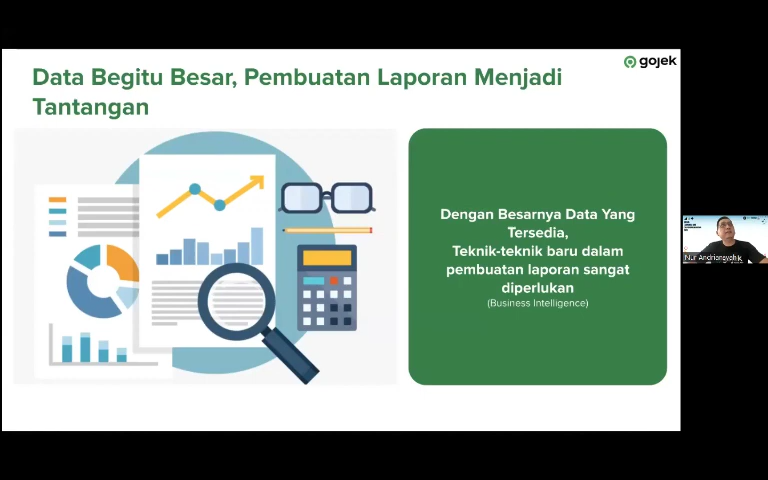 gojek
Data Begitu Besar, Pembuatan Laporan Menjadi
Tantangan
Dengan Besarnya Data Yang
Tersedia,
Teknik-teknik baru dalam
pembuatan laporan sangat
diperlukan
(Business Intelligence)